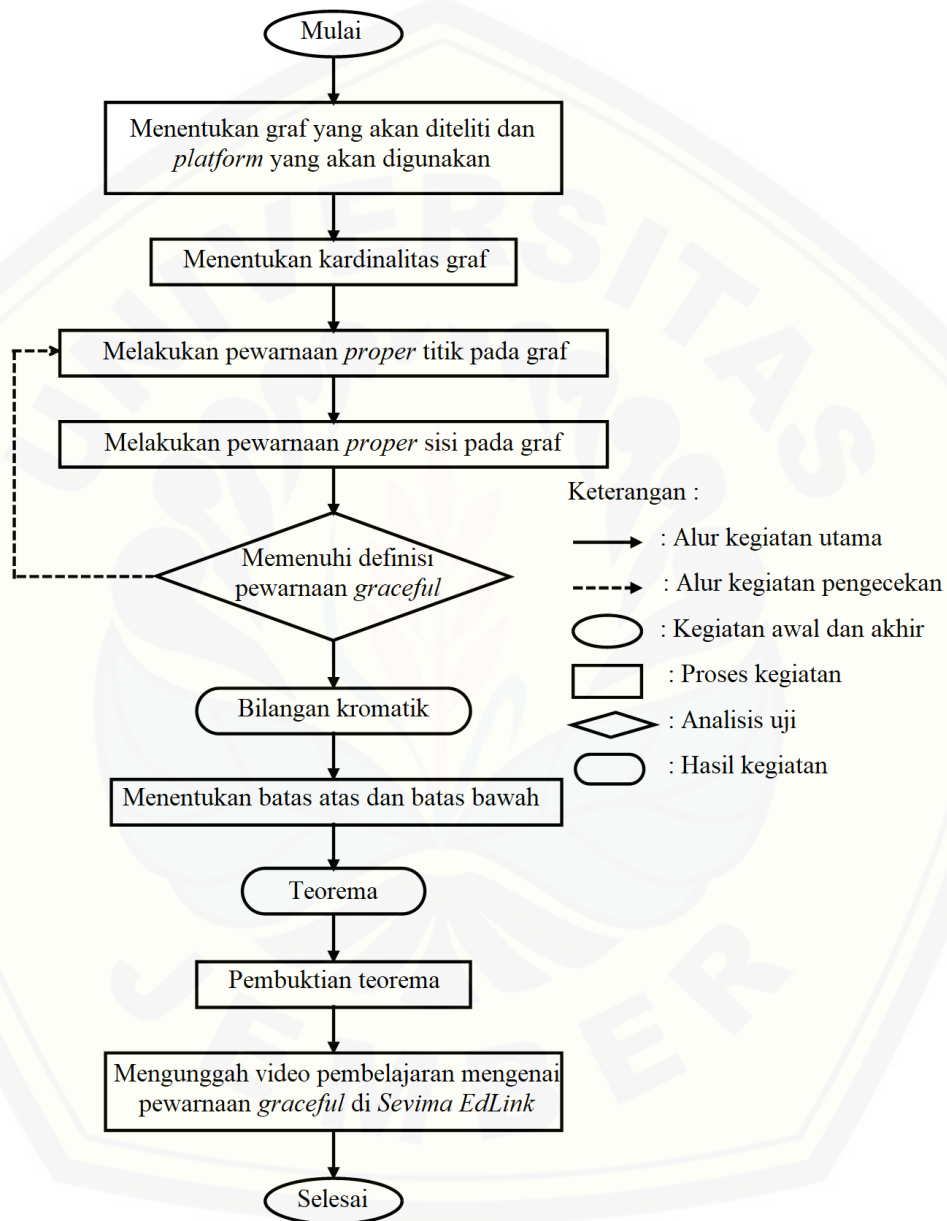 Mulai
Menentukan graf yang akan diteliti dan
platform yang akan digunakan
Menentukan kardinalitas graf
Melakukan pewarnaan proper titik pada graf
Melakukan pewarnaan proper sisi pada graf
Memenuhi definisi
pewarnaan graceful
Bilangan kromatik
Menentukan batas atas dan batas bawah
Teorema
Pembuktian teorema
Mengunggah video pembelajaran mengenai
pewarnaan graceful di Sevima EdLink
Selesai
Keterangan :
: Alur kegiatan utama
: Alur kegiatan pengecekan
: Kegiatan awal dan akhir
: Proses kegiatan
: Analisis uji
: Hasil kegiatan
UNIVERSITAS
JEMBER